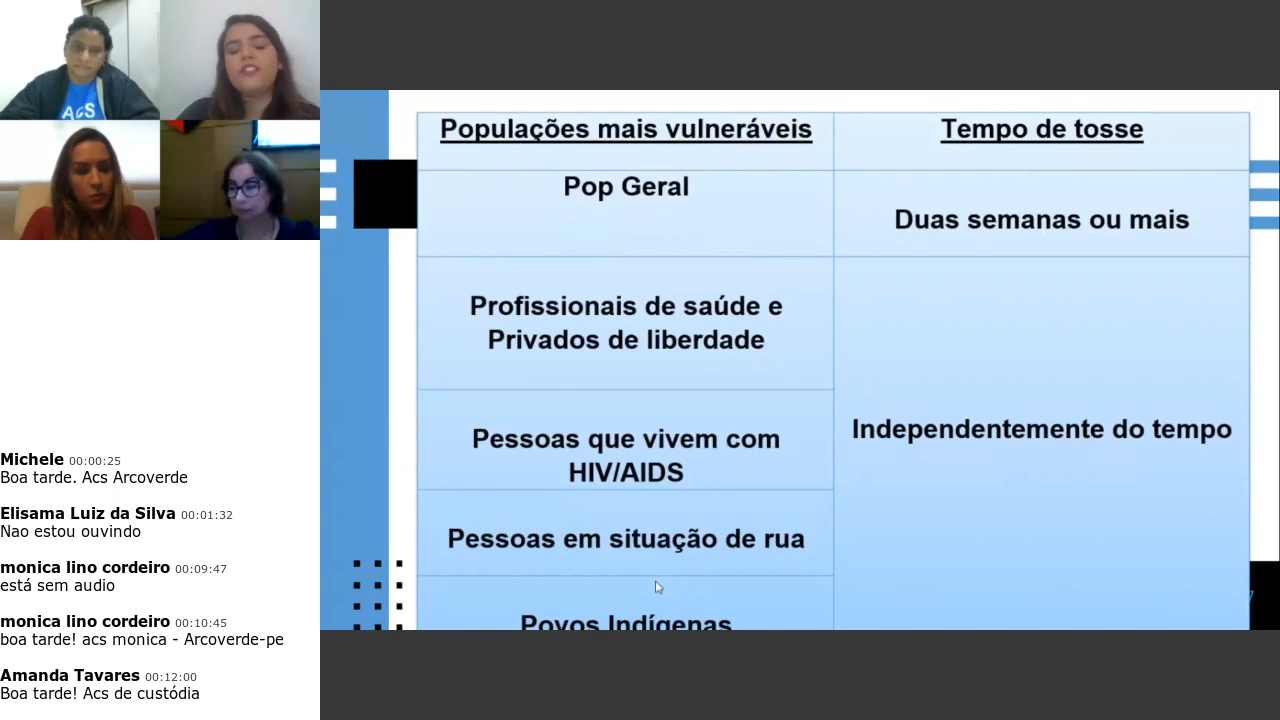 ACS
Populações mais vulneráveis
Tempo de tosse
Pop Geral
Duas semanas ou mais
Profissionais de saúde e
Privados de liberdade
Pessoas que vivem com
HIV/AIDS
Independentemente do tempo
Pessoas em situação de rua
Povos Indígenas
7
Michele 00:00:25
Boa tarde. Acs Arcoverde
Elisama Luiz da Silva 00:01:32
Nao estou ouvindo
monica lino cordeiro 00:09:47
está sem audio
monica lino cordeiro 00:10:45
boa tarde! acs monica - Arcoverde-pe
Amanda Tavares 00:12:00
Boa tarde! Acs de custódia